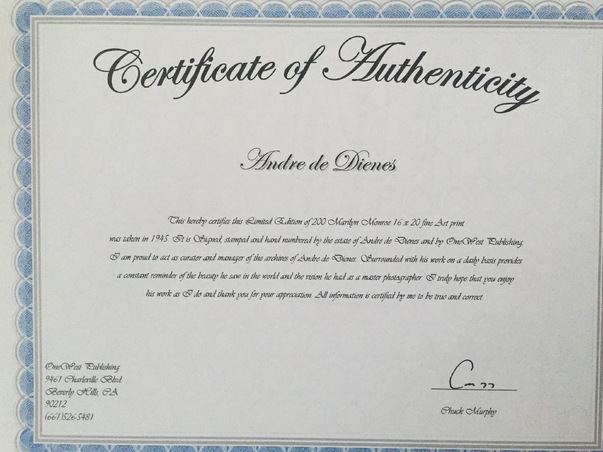 Certificate of Authenticity
Andre de Dienes
This hereby certifies this Limited Edition of 200 Marilyn Monroe 16 x 20 fine Art print
was taken in 1945. It is Signed, stamped and hand numbered by the estate of Andre de Dienes and by OneWest Publishing.
I am proud to act as curator and manager of the archives of Andre de Dienes. Surrounded with his work on a daily basis provides
a constant reminder of the beauty he saw in the world and the vision he had as a master photographer. I truly hope that you enjoy
his work as I do and thank you for your appreciation. All information is certified by me to be true and correct.
OneWest Publishing
9461 Charleville Blvd
Beverly Hills, CA
90212
(661)526-5481
Chuck Murphy